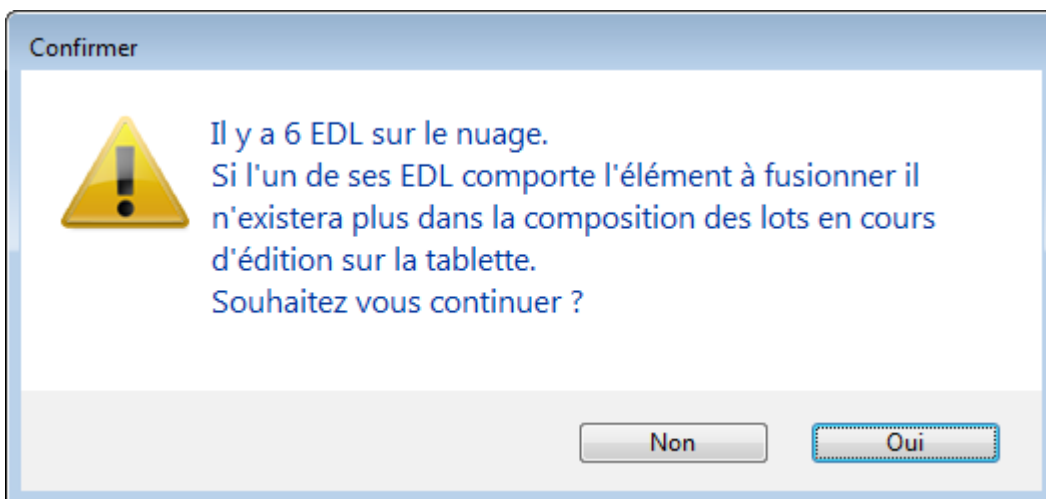 Confirmer
Il y a 6 EDL sur le nuage.
Si l'un de ses EDL comporte l'élément à fusionner il
n'existera plus dans la composition des lots en cours
d'édition sur la tablette.
Souhaitez vous continuer ?
Non
Oui